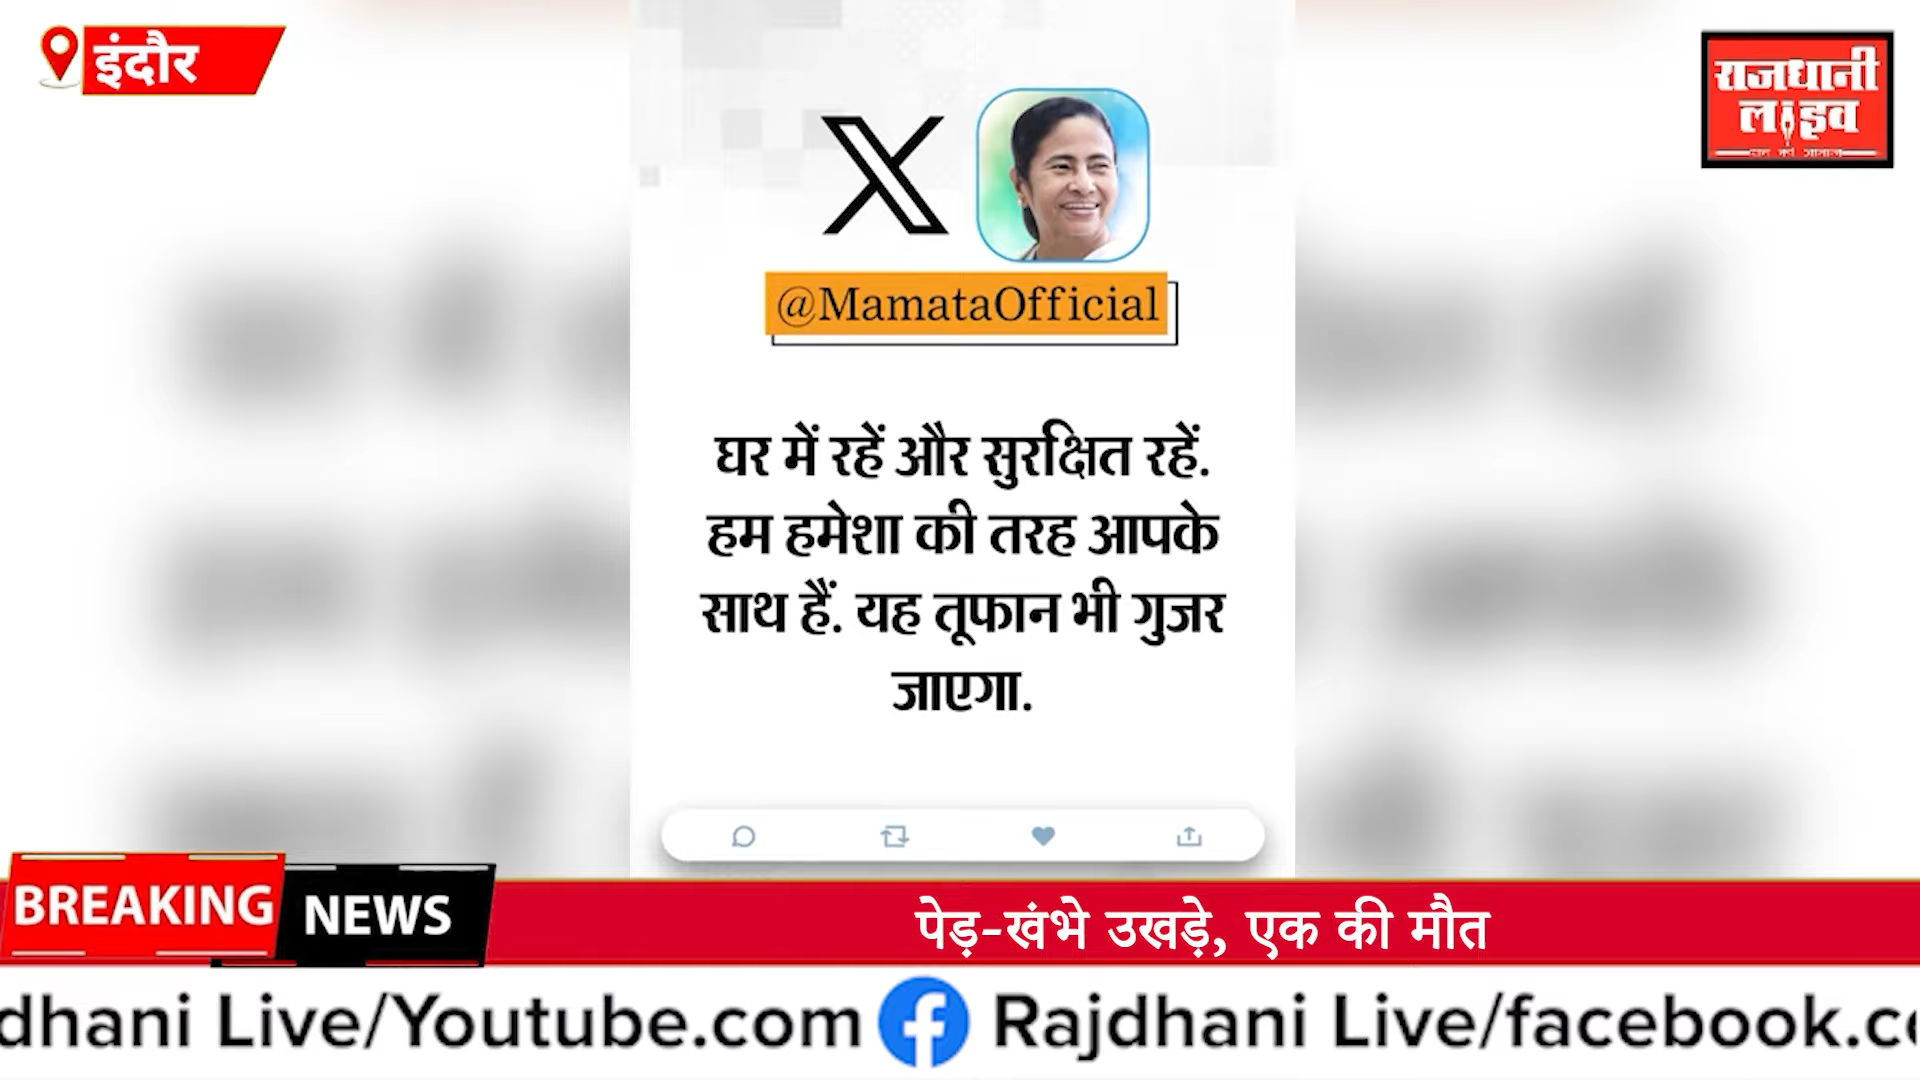 इंदौर
राजधानी
लाइव
X
@MamataOfficial
घर में रहें और सुरक्षित रहें.
हम हमेशा की तरह आपके
साथ हैं. यह तूफान भी गुजर
जाएगा.
BREAKING NEWS
पेड़-खंभे उखड़े, एक की मौत
dhani Live/Youtube.com Rajdhani Live/facebook.c